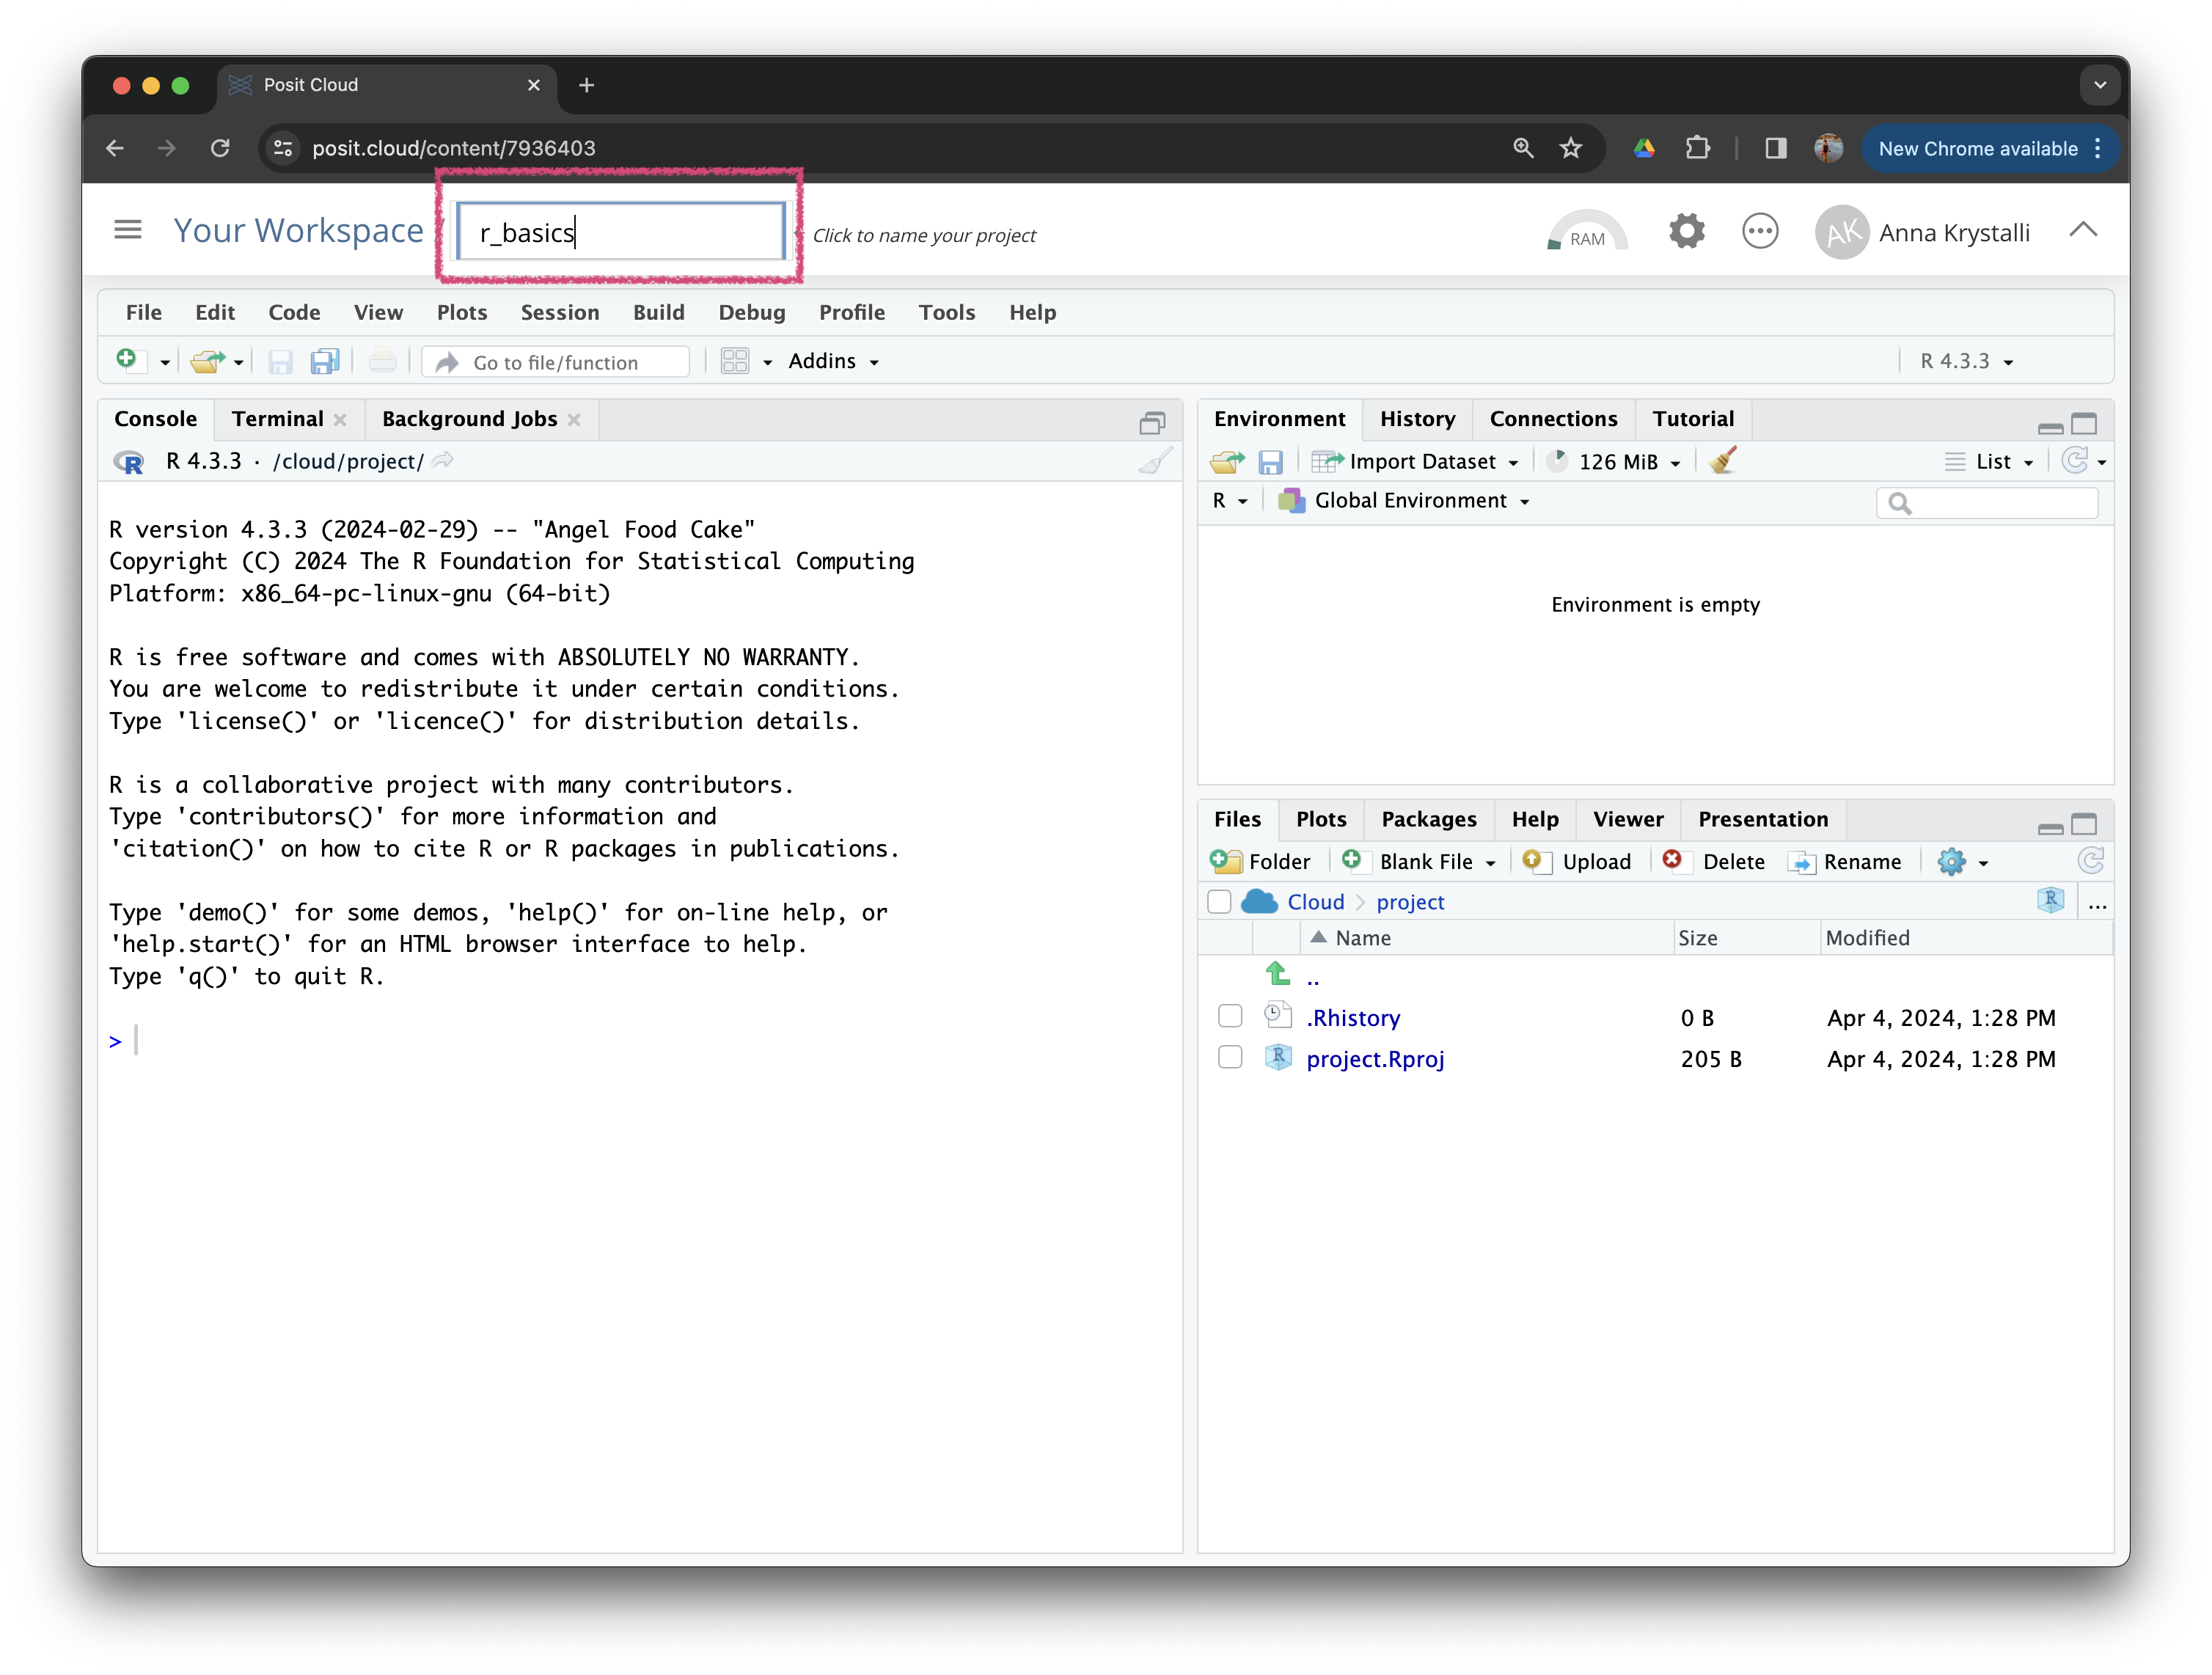 Posit Cloud
posit.cloud/content/7936403
New Chrome available
Your Workspace / r_basics Click to name your project
RAM
AK Anna Krystalli
File Edit Code View Plots Session Build Debug Profile Tools Help
Go to file/function Addins R 4.3.3
Console Terminal Background Jobs
R 4.3.3 · /cloud/project/
R version 4.3.3 (2024-02-29) -- "Angel Food Cake"
Copyright (C) 2024 The R Foundation for Statistical Computing
Platform: x86_64-pc-linux-gnu (64-bit)
R is free software and comes with ABSOLUTELY NO WARRANTY.
You are welcome to redistribute it under certain conditions.
Type 'license()' or 'licence()' for distribution details.
R is a collaborative project with many contributors.
Type 'contributors()' for more information and
'citation()' on how to cite R or R packages in publications.
Type 'demo()' for some demos, 'help()' for on-line help, or
'help.start()' for an HTML browser interface to help.
Type 'q()' to quit R.
>
Environment History Connections Tutorial
Import Dataset 126 MiB List
R Global Environment
Environment is empty
Files Plots Packages Help Viewer Presentation
Folder Blank File Upload Delete Rename
Cloud > project R ...
Name Size Modified
..
.Rhistory 0 B Apr 4, 2024, 1:28 PM
project.Rproj 205 B Apr 4, 2024, 1:28 PM